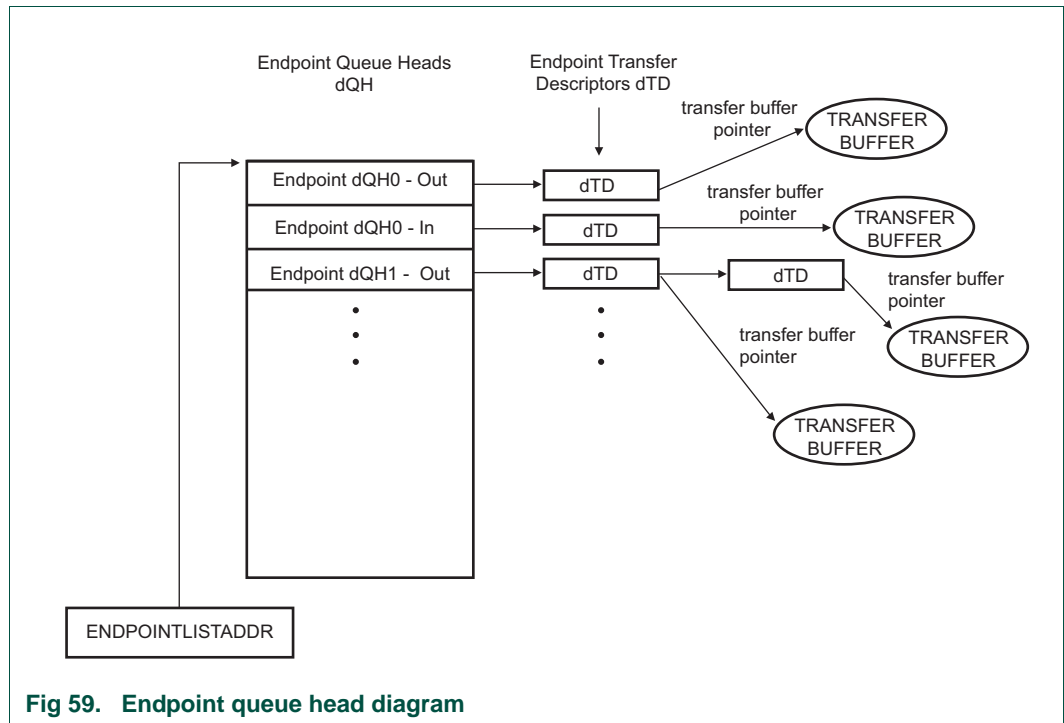 Endpoint Queue Heads
dQH
Endpoint Transfer
Descriptors dTD
transfer buffer
pointer
TRANSFER
BUFFER
Endpoint dQH0 - Out
dTD
transfer buffer
pointer
Endpoint dQH0 - In
dTD
TRANSFER
BUFFER
Endpoint dQH1 - Out
dTD
dTD
transfer buffer
pointer
TRANSFER
BUFFER
transfer buffer
pointer
TRANSFER
BUFFER
ENDPOINTLISTADDR
Fig 59. Endpoint queue head diagram